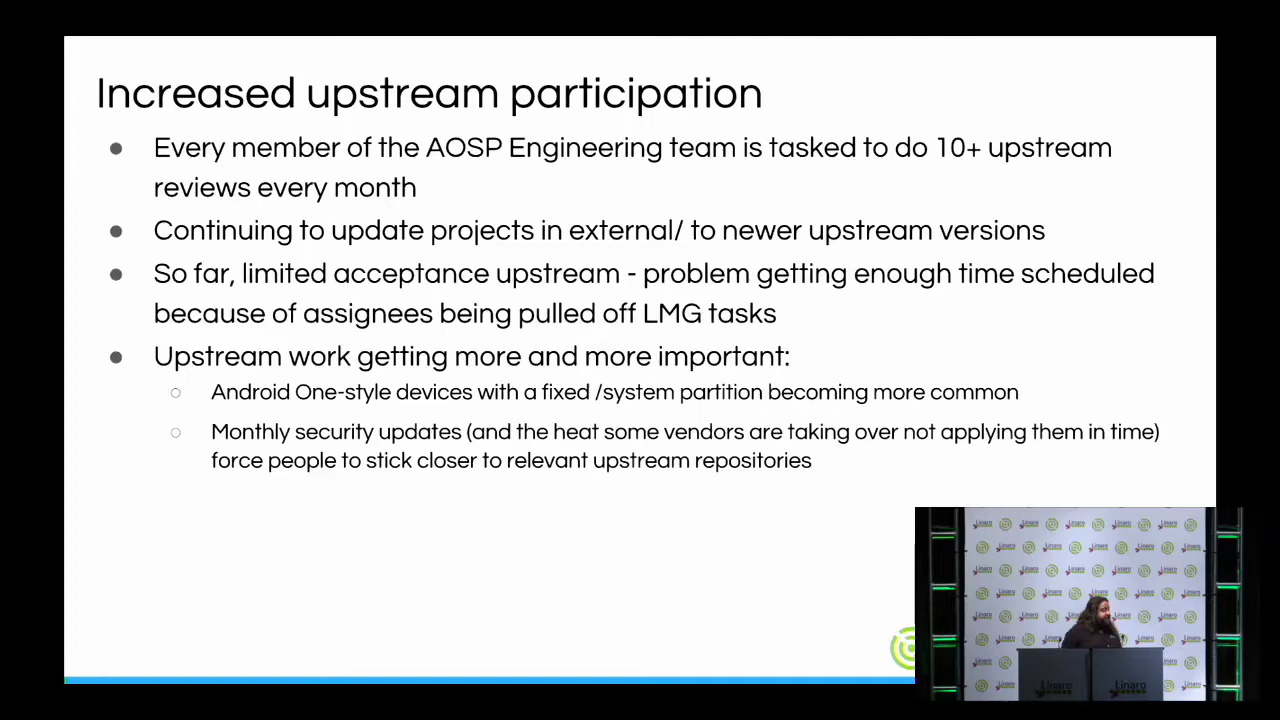 Increased upstream participation
Every member of the AOSP Engineering team is tasked to do 10+ upstream
reviews every month
Continuing to update projects in external/ to newer upstream versions
So far, limited acceptance upstream - problem getting enough time scheduled
because of assignees being pulled off LMG tasks
Upstream work getting more and more important:
Android One-style devices with a fixed /system partition becoming more common
Monthly security updates (and the heat some vendors are taking over not applying them in time)
force people to stick closer to relevant upstream repositories
Linaro
Linaro